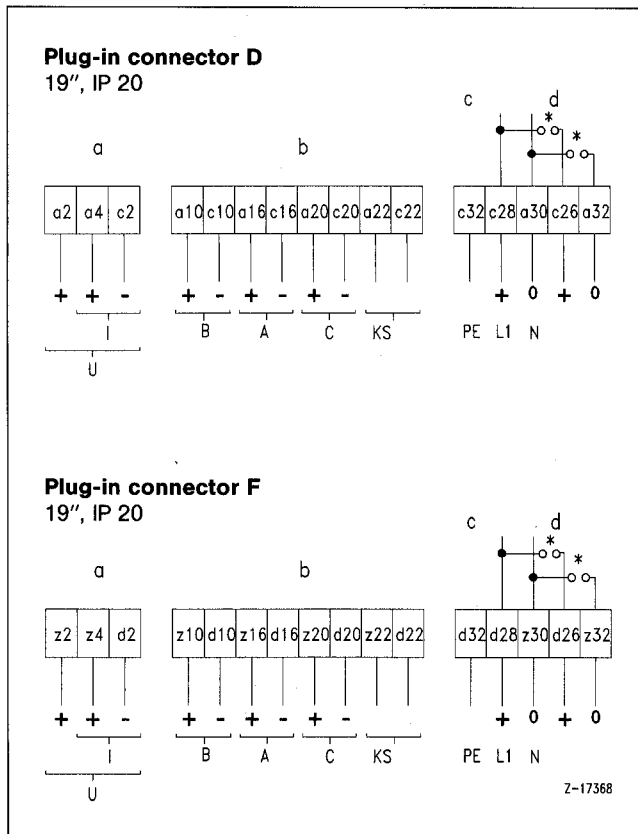 Plug-in connector D
19", IP 20
c d
* *
a b
a2 a4 c2 a10 c10 a16 c16 a20 c20 a22 c22 c32 c28 a30 c26 a32
+ + - + - + - + - + 0 + 0
I B A C KS PE L1 N
U
Plug-in connector F
19", IP 20
c d
* *
a b
z2 z4 d2 z10 d10 z16 d16 z20 d20 z22 d22 d32 d28 z30 d26 z32
+ + - + - + - + - + 0 + 0
I B A C KS PE L1 N
U
Z-17368